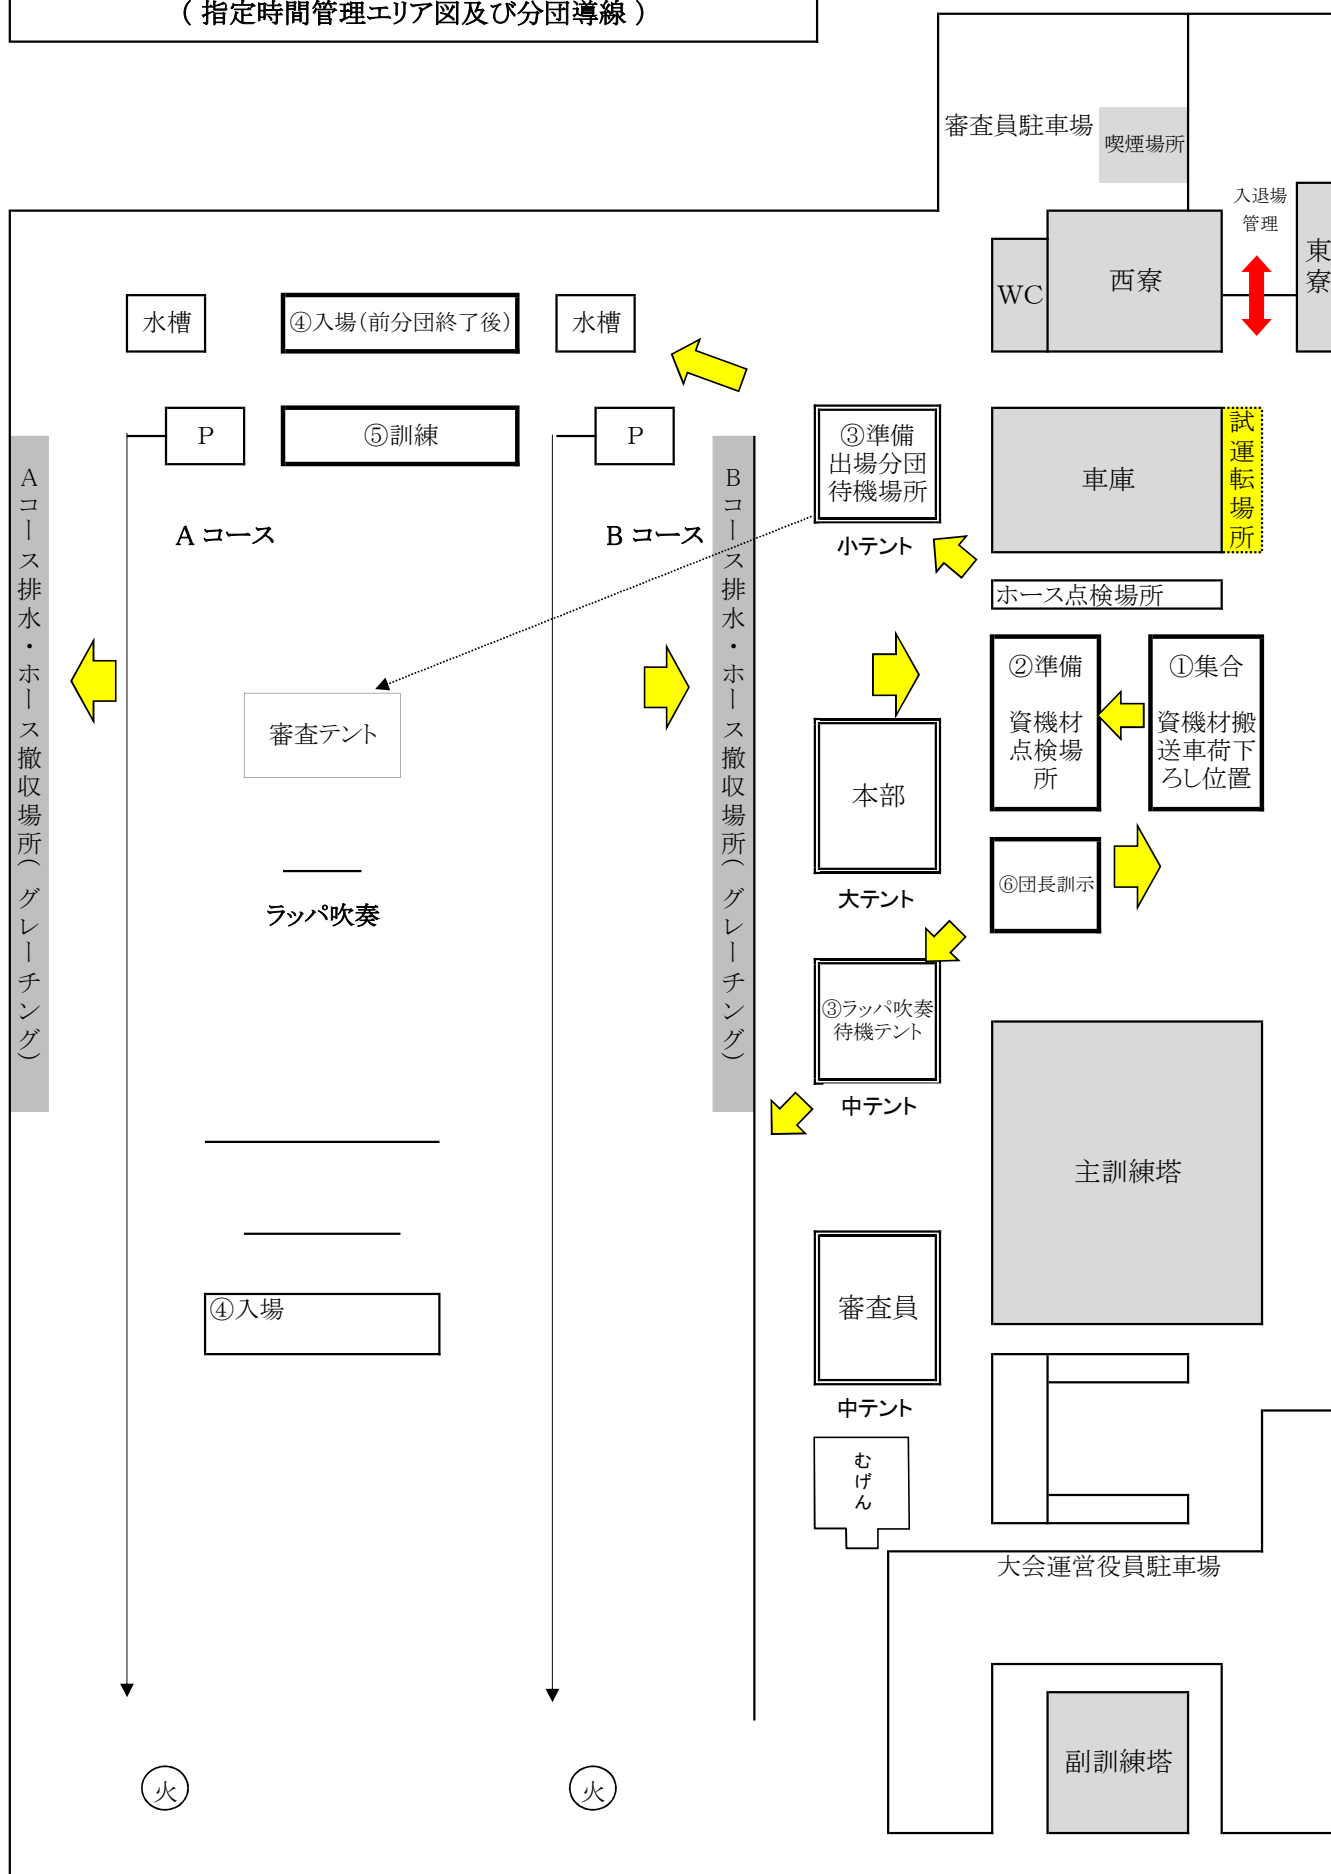 ( 指定時間管理エリア図及び分団導線 )
審査員駐車場
喫煙場所
入退場
管理
東
寮
WC
西寮
水槽
④入場(前分団終了後)
水槽
P
⑤訓練
P
③準備
出場分団
待機場所
小テント
車庫
試運転場所
Aコース排水・ホース撤収場所(グレーチング)
A コース
B コース
Bコース排水・ホース撤収場所(グレーチング)
ホース点検場所
②準備
資機材
点検場
所
①集合
資機材搬
送車荷下
ろし位置
審査テント
本部
大テント
⑥団長訓示
ラッパ吹奏
③ラッパ吹奏
待機テント
中テント
主訓練塔
④入場
審査員
中テント
むげん
大会運営役員駐車場
副訓練塔
火
火